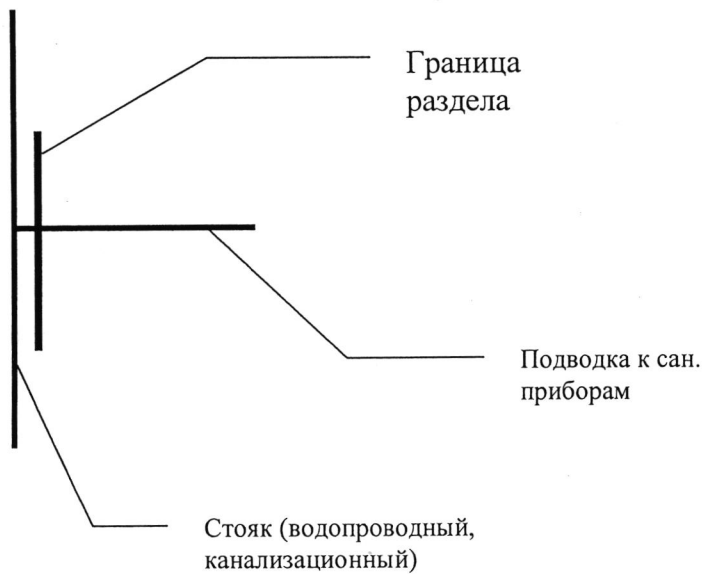 Граница
раздела
Подводка к сан.
приборам
Стояк (водопроводный,
канализационный)